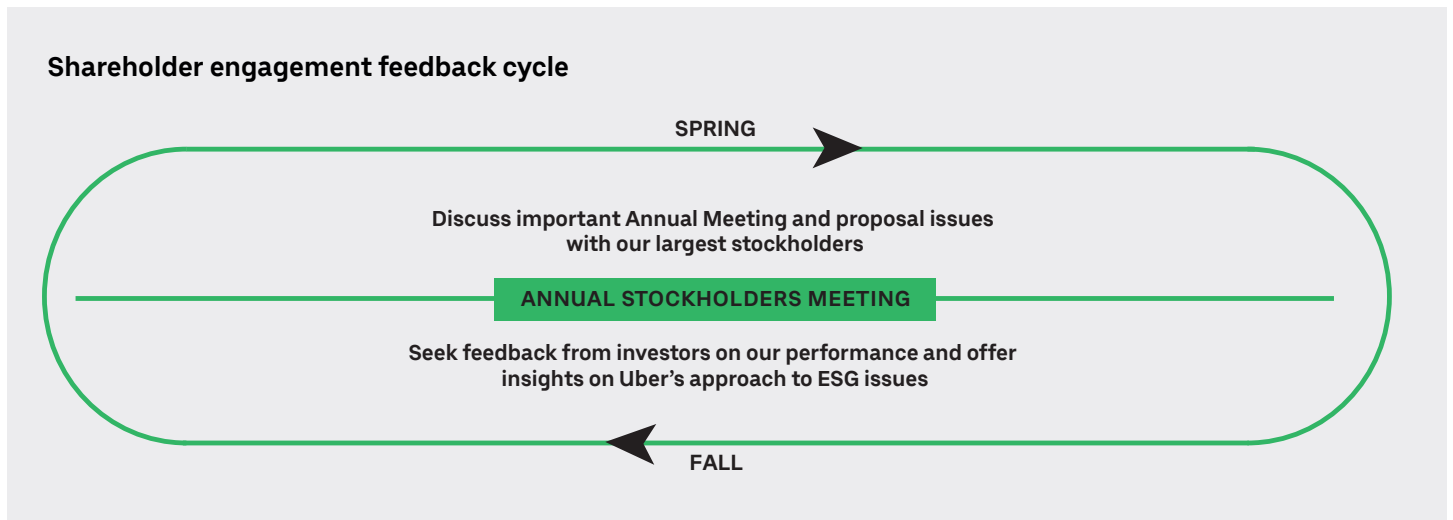 Shareholder engagement feedback cycle
SPRING
Discuss important Annual Meeting and proposal issues
with our largest stockholders
ANNUAL STOCKHOLDERS MEETING
Seek feedback from investors on our performance and offer
insights on Uber’s approach to ESG issues
FALL